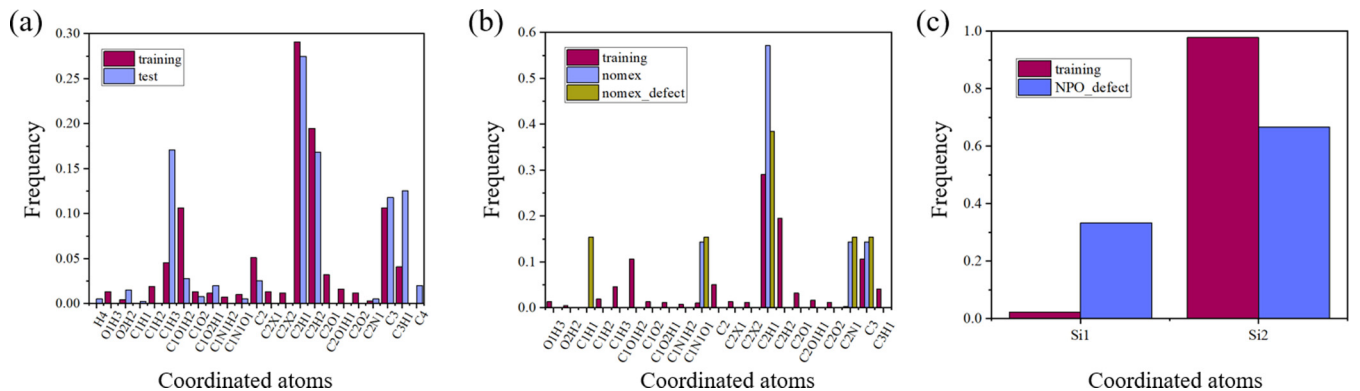 (a)
0.30
0.25
0.20
0.15
0.10
0.05
0.00
Frequency
training
test
H4
O1H3
O2H2
C1H1
C1H2
C1H3
C1O1H2
C1O2
C1O2H1
C1N1H2
C1N1O1
C2
C2X1
C2X2
C2H1
C2H2
C2O1
C2O1H1
C2O2
C2N1
C3
C3H1
C4
Coordinated atoms
(b)
0.6
0.5
0.4
0.3
0.2
0.1
0.0
Frequency
training
nomex
nomex_defect
O1H3
O2H2
C1H1
C1H2
C1H3
C1O1H2
C1O2
C1O2H1
C1N1H2
C1N1O1
C2
C2X1
C2X2
C2H1
C2H2
C2O1
C2O1H1
C2O2
C2N1
C3
C3H1
Coordinated atoms
(c)
1.0
0.8
0.6
0.4
0.2
0.0
Frequency
training
NPO_defect
Si1
Si2
Coordinated atoms